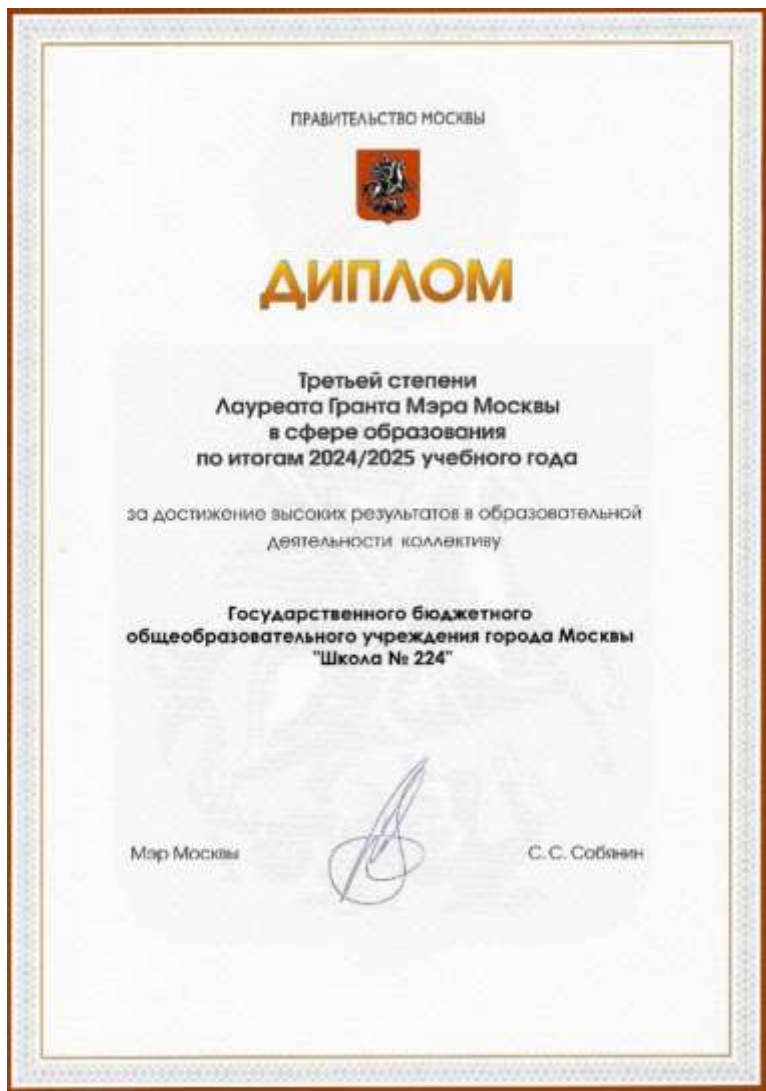 ПРАВИТЕЛЬСТВО МОСКВЫ
ДИПЛОМ
Третьей степени
Лауреата Гранта Мэра Москвы
в сфере образования
по итогам 2024/2025 учебного года
за достижение высоких результатов в образовательной
деятельности коллективу
Государственного бюджетного
общеобразовательного учреждения города Москвы
"Школа № 224"
Мэр Москвы С. С. Собянин